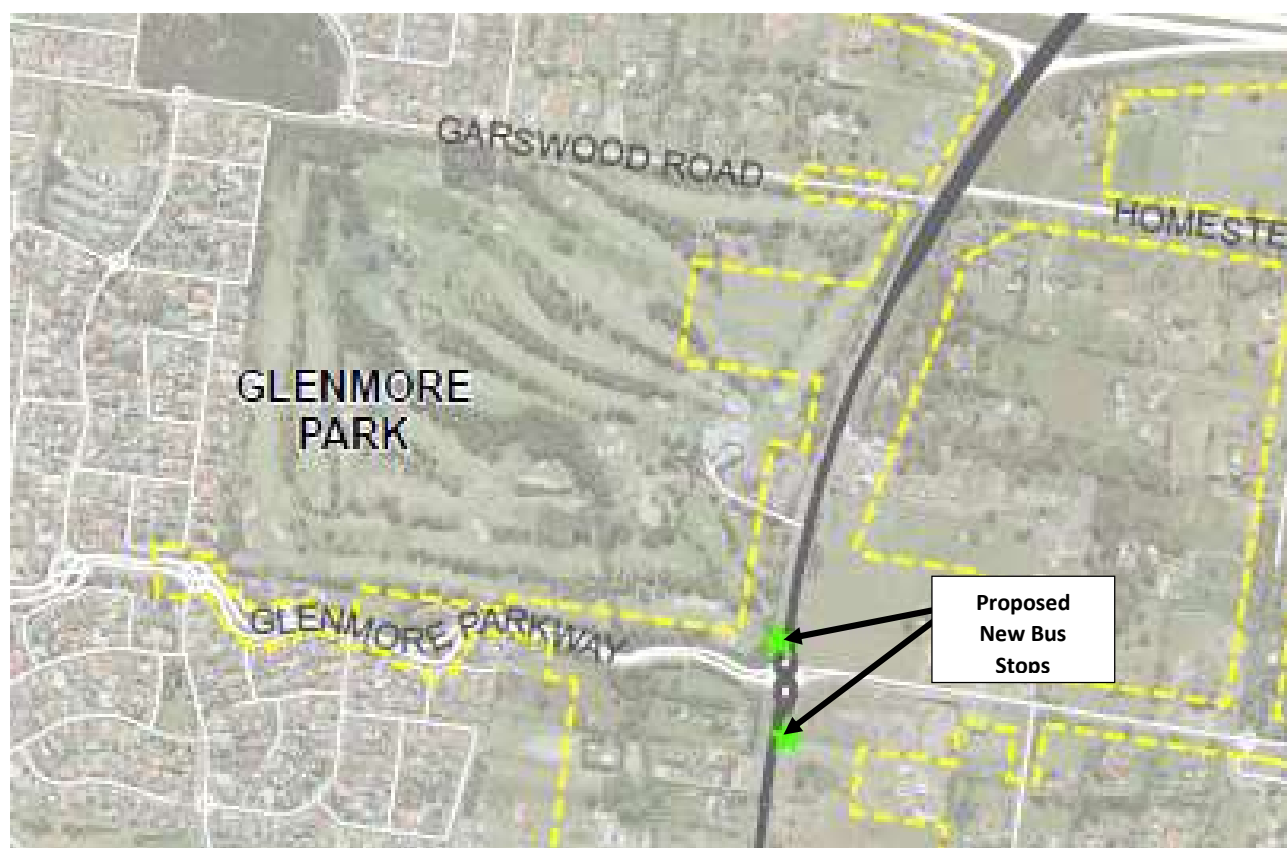 GARSWOOD ROAD
HOMESTE
GLENMORE
PARK
GLENMORE PARKWAY
Proposed
New Bus
Stops